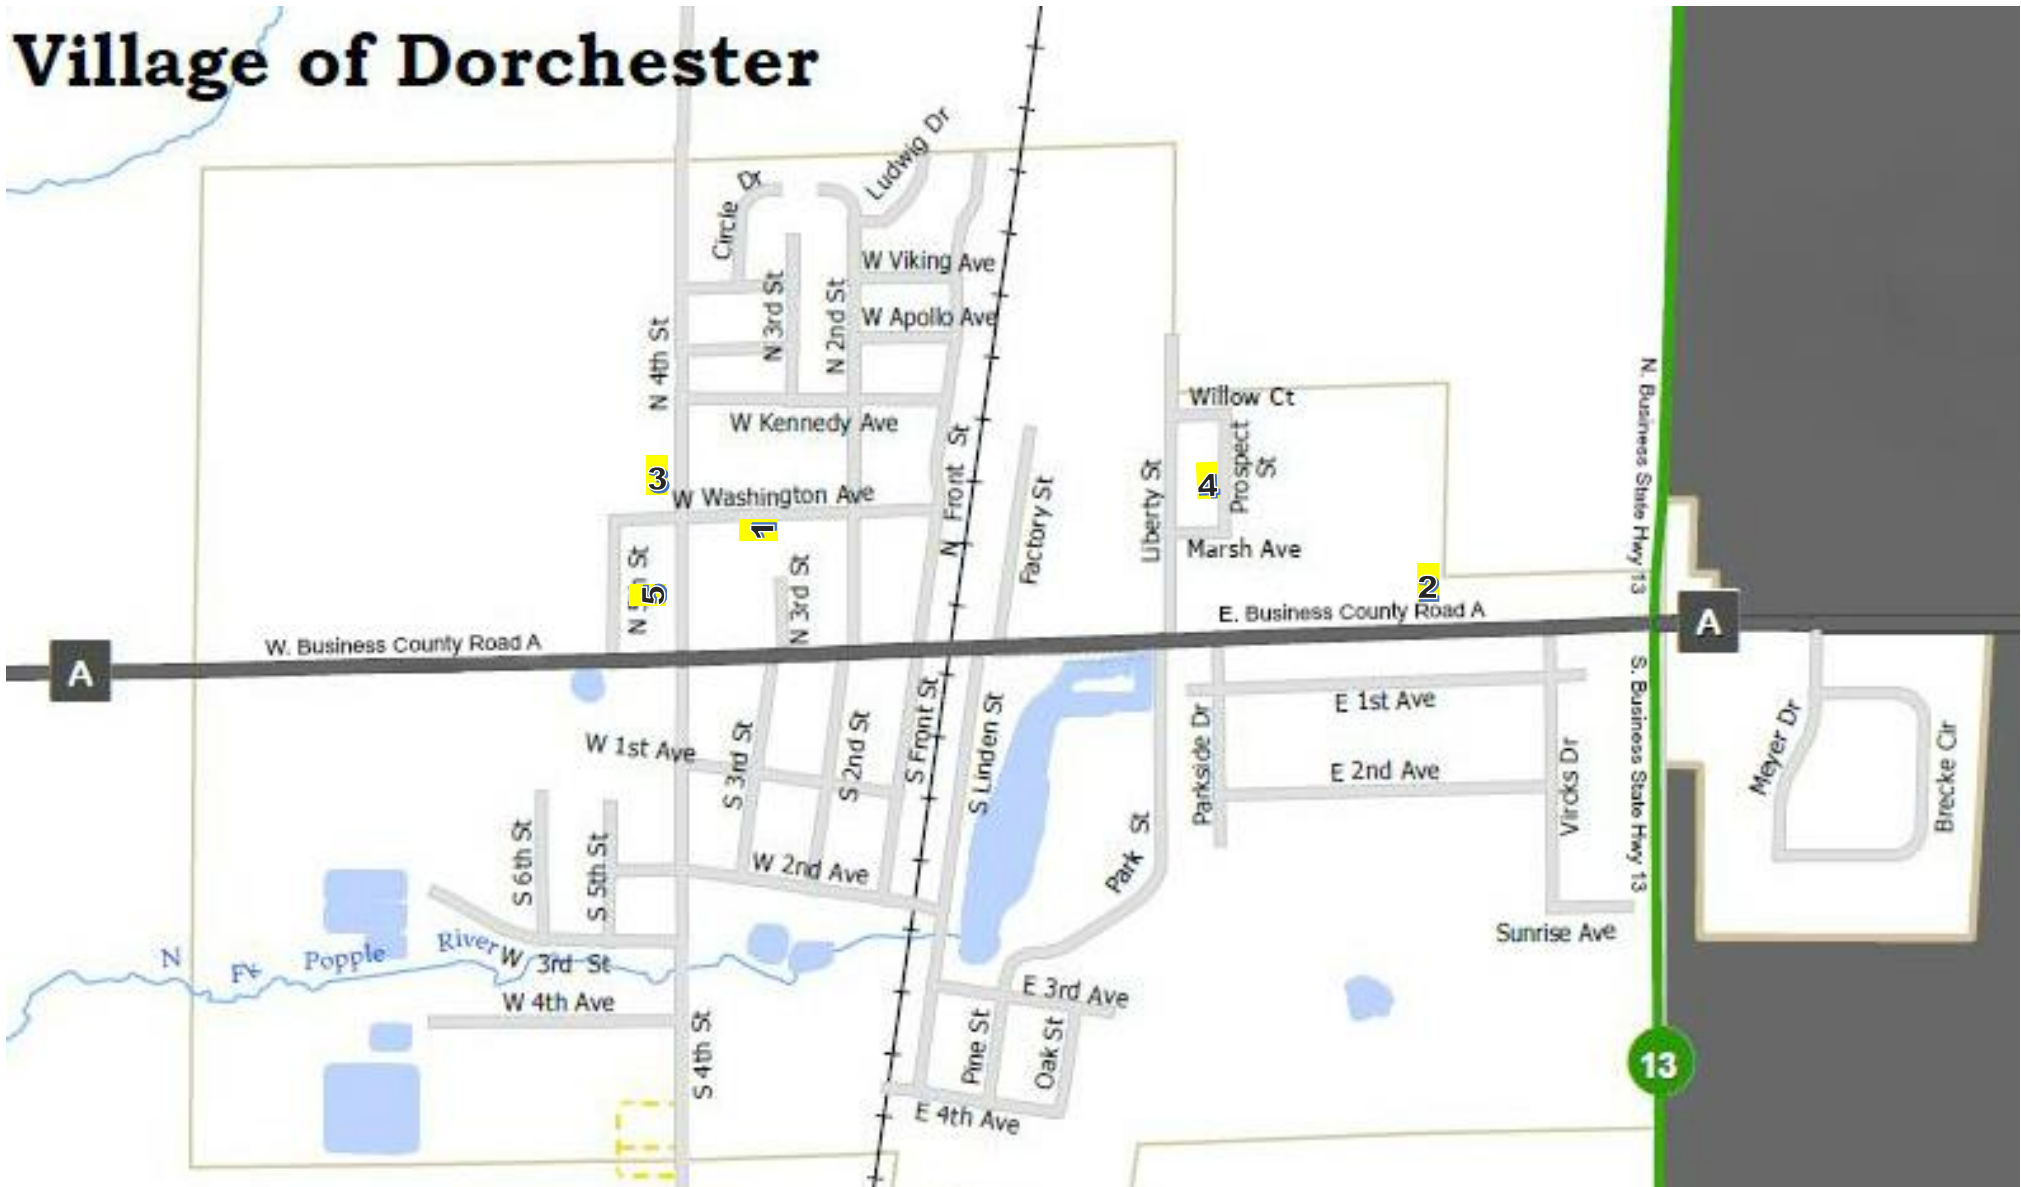 Village of Dorchester
Ludwig Dr
Circle Dr
W Viking Ave
N 3rd St
N 2nd St
W Apollo Ave
N 4th St
W Kennedy Ave
Willow Ct
N. Business State Hwy 13
N Front St
Prospect St
3
W Washington Ave
Factory St
Liberty St
4
1
Marsh Ave
N 3rd St
5
2
E. Business County Road A
A
W. Business County Road A
A
S. Business State Hwy 13
W 1st Ave
S 3rd St
S 2nd St
S Front St
S Linden St
E 1st Ave
Parkside Dr
E 2nd Ave
Vircks Dr
Meyer Dr
Brecke Cir
S 6th St
S 5th St
W 2nd Ave
Park St
Sunrise Ave
N Fk Popple River
W 3rd St
W 4th Ave
E 3rd Ave
S 4th St
Pine St
Oak St
13
E 4th Ave